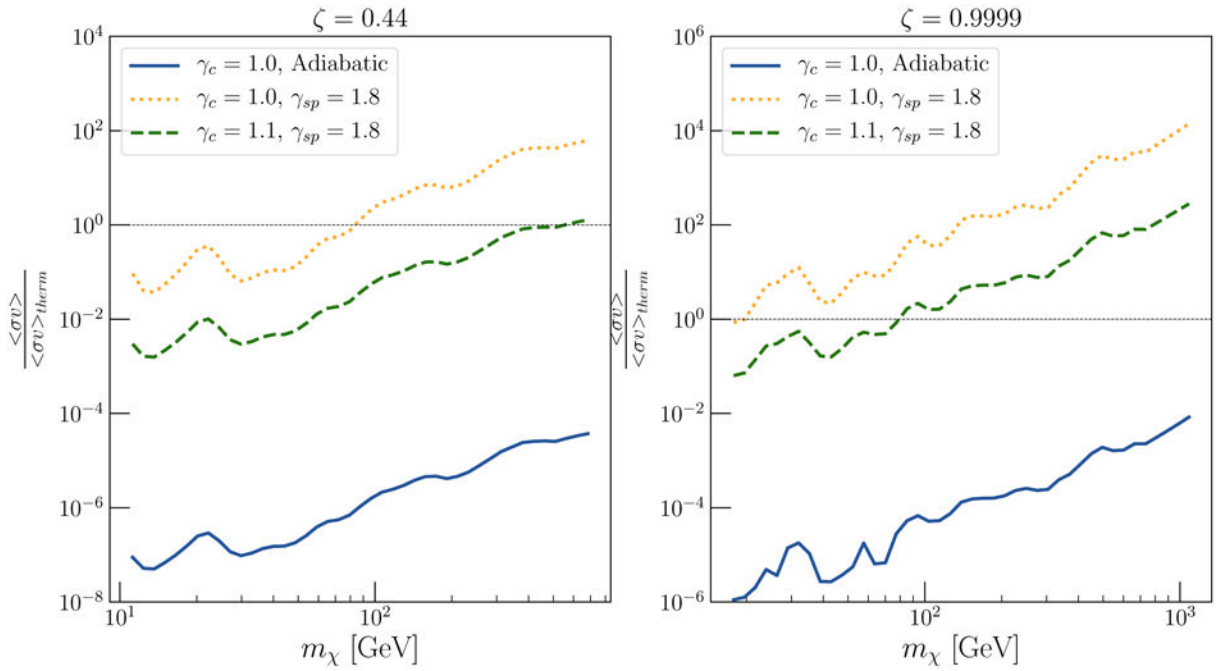 ζ = 0.44
γ_c = 1.0, Adiabatic
γ_c = 1.0, γ_sp = 1.8
γ_c = 1.1, γ_sp = 1.8
10^4
10^2
10^0
10^−2
10^−4
10^−6
10^−8
<σv>
<σv>_therm
10^1
10^2
m_χ [GeV]
ζ = 0.9999
γ_c = 1.0, Adiabatic
γ_c = 1.0, γ_sp = 1.8
γ_c = 1.1, γ_sp = 1.8
10^6
10^4
10^2
10^0
10^−2
10^−4
10^−6
<σv>
<σv>_therm
10^2
10^3
m_χ [GeV]